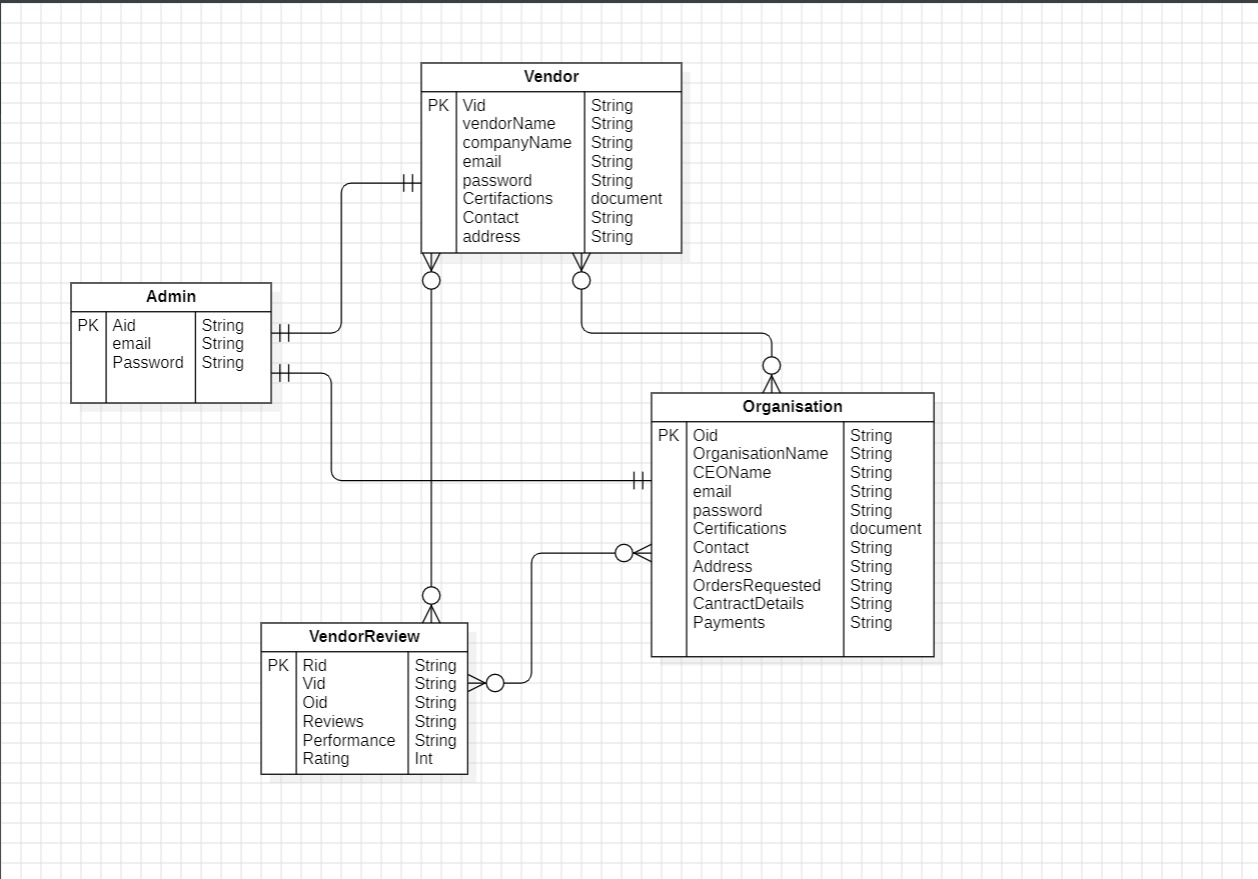 Vendor
PK Vid String
vendorName String
companyName String
email String
password String
Certifactions document
Contact String
address String
Admin
PK Aid String
email String
Password String
Organisation
PK Oid String
OrganisationName String
CEOName String
email String
password String
Certifications document
Contact String
Address String
OrdersRequested String
CantractDetails String
Payments String
VendorReview
PK Rid String
Vid String
Oid String
Reviews String
Performance String
Rating Int